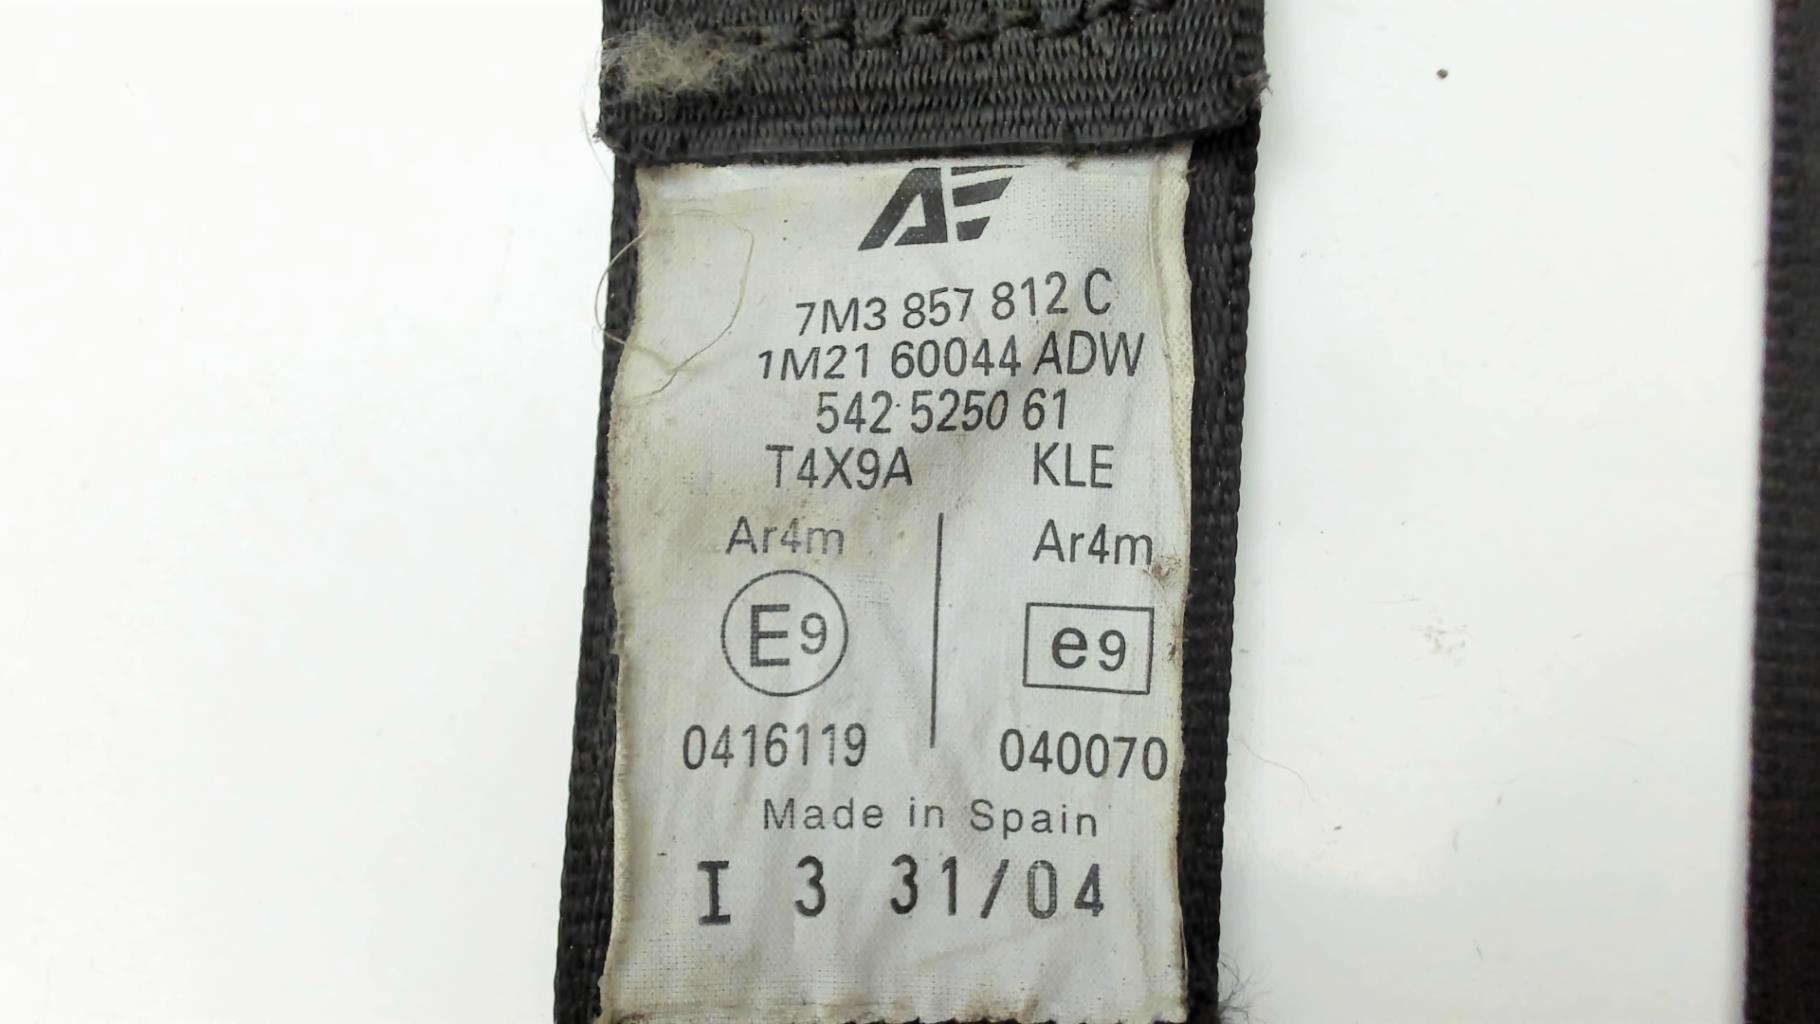 AE
7M3 857 812 C
1M21 60044 ADW
542 5250 61
T4X9A KLE
Ar4m Ar4m
E9 e9
0416119 040070
Made in Spain
I 3 31/04